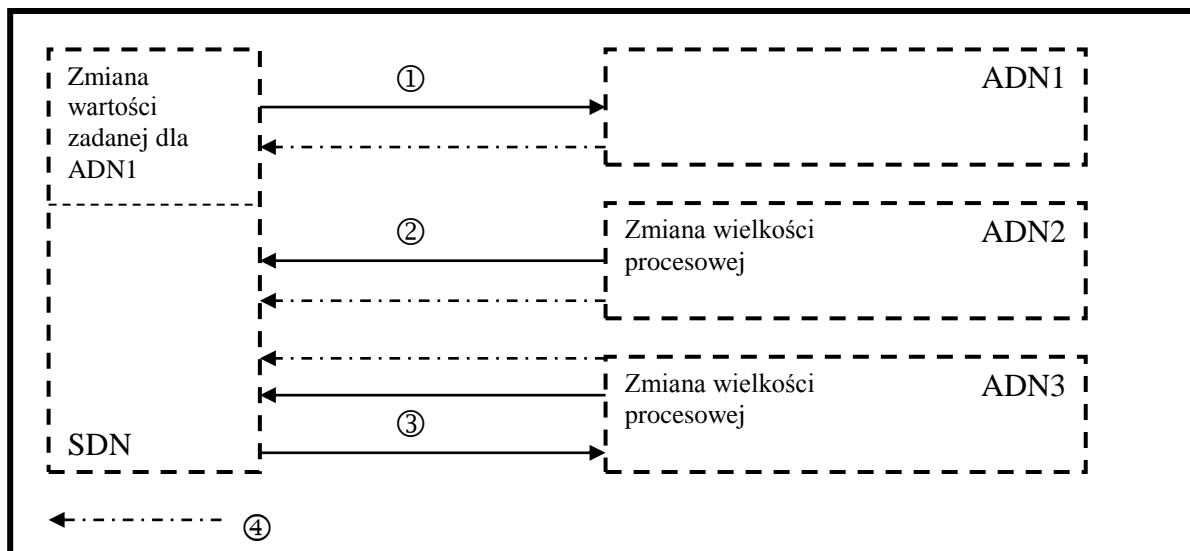 Zmiana
wartości
zadanej dla
ADN1
①
ADN1
②
Zmiana wielkości
procesowej
ADN2
Zmiana wielkości
procesowej
ADN3
③
SDN
④